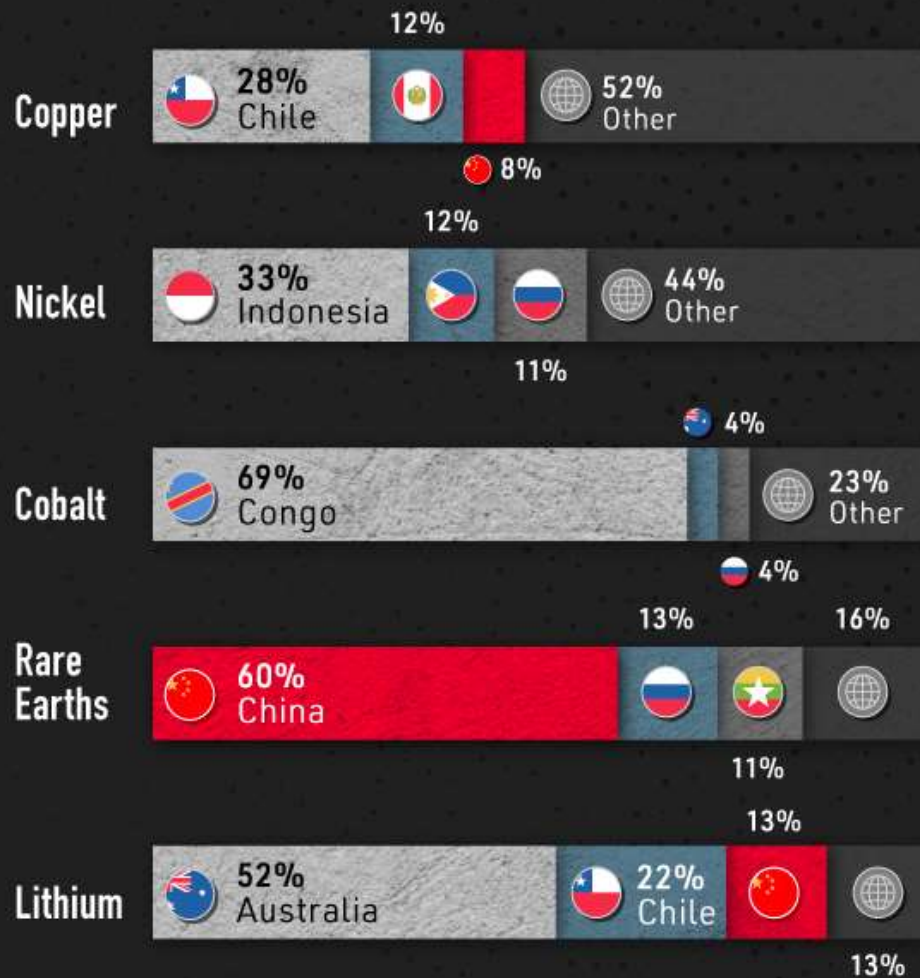 12%
Copper
28%
Chile
52%
Other
8%
12%
Nickel
33%
Indonesia
44%
Other
11%
4%
Cobalt
69%
Congo
23%
Other
4%
13%
16%
Rare
Earths
60%
China
11%
13%
Lithium
52%
Australia
22%
Chile
13%